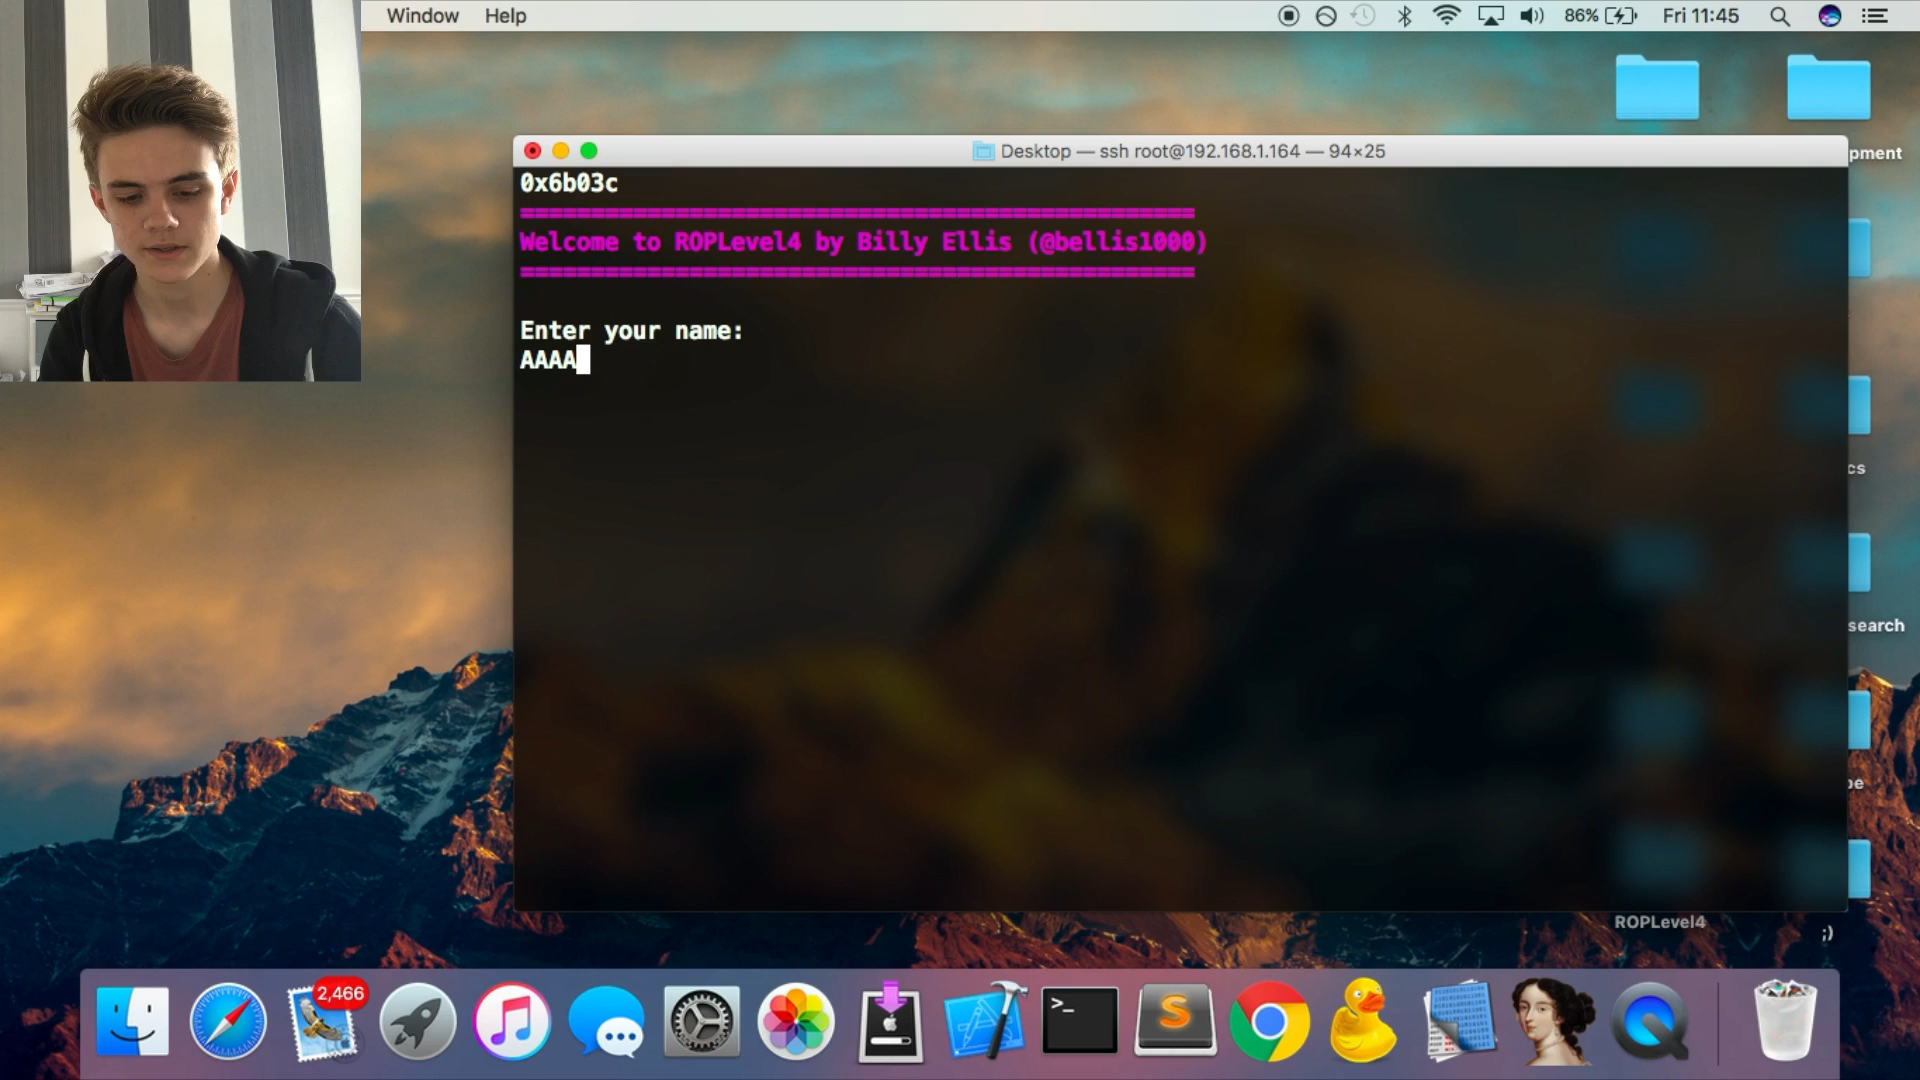 Window Help 86% Fri 11:45
Desktop — ssh root@192.168.1.164 — 94×25
pment
0x6b03c
================================================
Welcome to ROPLevel4 by Billy Ellis (@bellis1000)
================================================
Enter your name:
AAAA
cs
search
pe
ROPLevel4
;)
2,466
>_
S